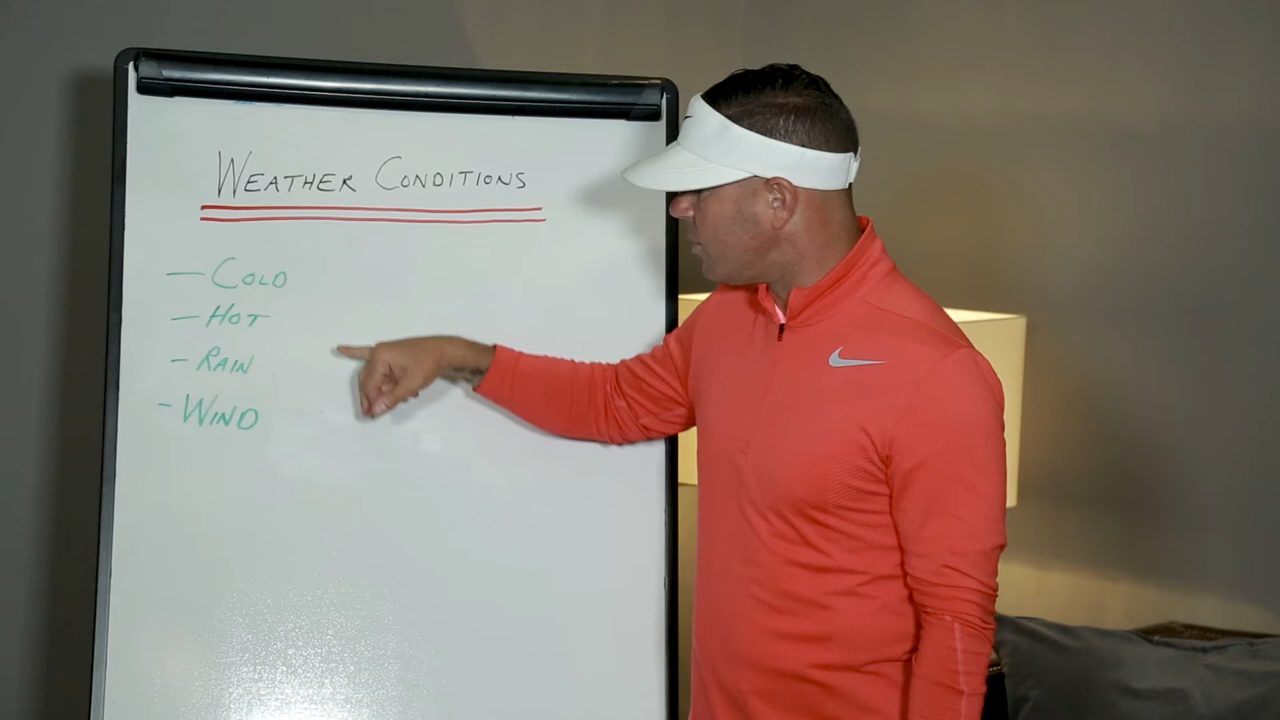 WEATHER CONDITIONS
- COLD
- HOT
- RAIN
- WIND